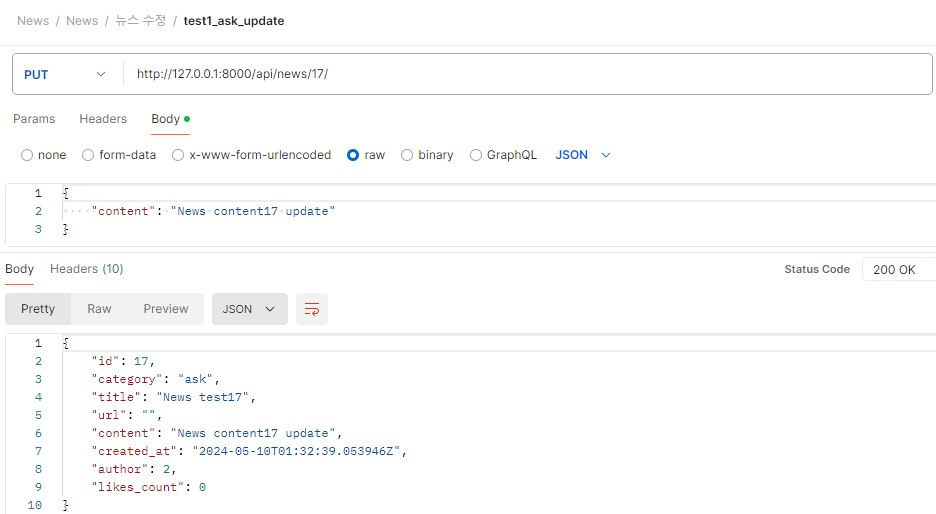 News / News / 뉴스 수정 / test1_ask_update
PUT http://127.0.0.1:8000/api/news/17/
Params Headers Body
none form-data x-www-form-urlencoded raw binary GraphQL JSON
1 {
2 ····"content":·"News·content17·update"
3 }
Body Headers (10) Status Code 200 OK
Pretty Raw Preview JSON
1 {
2 "id": 17,
3 "category": "ask",
4 "title": "News test17",
5 "url": "",
6 "content": "News content17 update",
7 "created_at": "2024-05-10T01:32:39.053946Z",
8 "author": 2,
9 "likes_count": 0
10 }